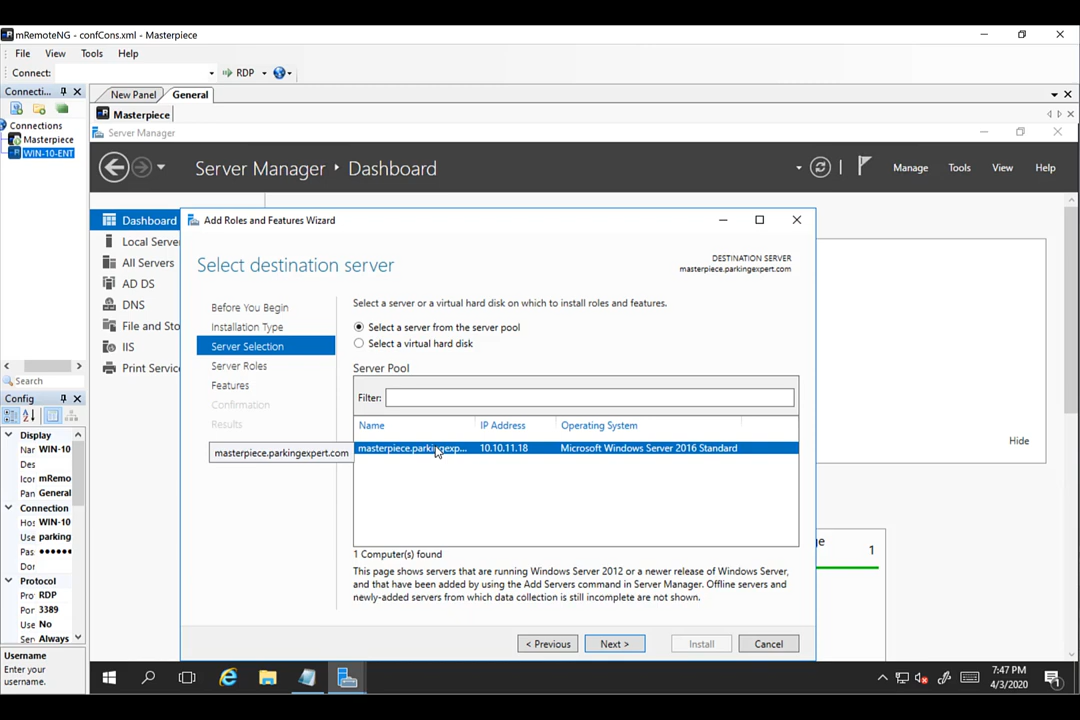 mRemoteNG - confCons.xml - Masterpiece
File View Tools Help
Connect: RDP
Connecti...
New Panel General
Masterpiece
Connections
Masterpiece
WIN-10-ENT
Server Manager
Server Manager Dashboard
Manage Tools View Help
Dashboard
Local Serve
All Servers
AD DS
DNS
File and Sto
IIS
Print Servic
Search
Config
Display
Nar WIN-10
Des
Icor mRemo
Pan General
Connection
Hos WIN-10
Use parking
Pas ●●●●●●
Dor
Protocol
Pro RDP
Por 3389
Use No
Ser Always
Username
Enter your
username.
Add Roles and Features Wizard
Select destination server
DESTINATION SERVER
masterpiece.parkingexpert.com
Before You Begin
Installation Type
Server Selection
Server Roles
Features
Confirmation
Results
masterpiece.parkingexpert.com
Select a server or a virtual hard disk on which to install roles and features.
Select a server from the server pool
Select a virtual hard disk
Server Pool
Filter:
Name IP Address Operating System
masterpiece.parkingexp... 10.10.11.18 Microsoft Windows Server 2016 Standard
1 Computer(s) found
This page shows servers that are running Windows Server 2012 or a newer release of Windows Server,
and that have been added by using the Add Servers command in Server Manager. Offline servers and
newly-added servers from which data collection is still incomplete are not shown.
< Previous Next > Install Cancel
Hide
ge 1
7:47 PM
4/3/2020
1